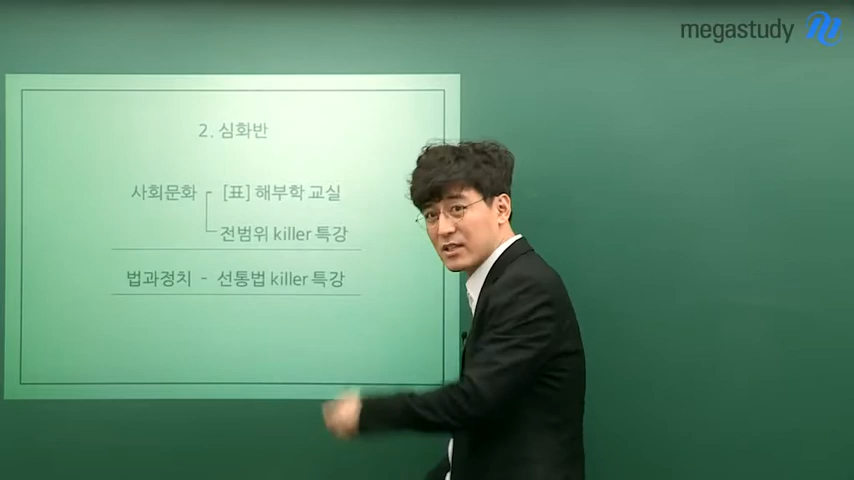 megastudy
2. 심화반
사회문화 [표] 해부학 교실
전범위 killer 특강
법과정치 - 선통법 killer 특강